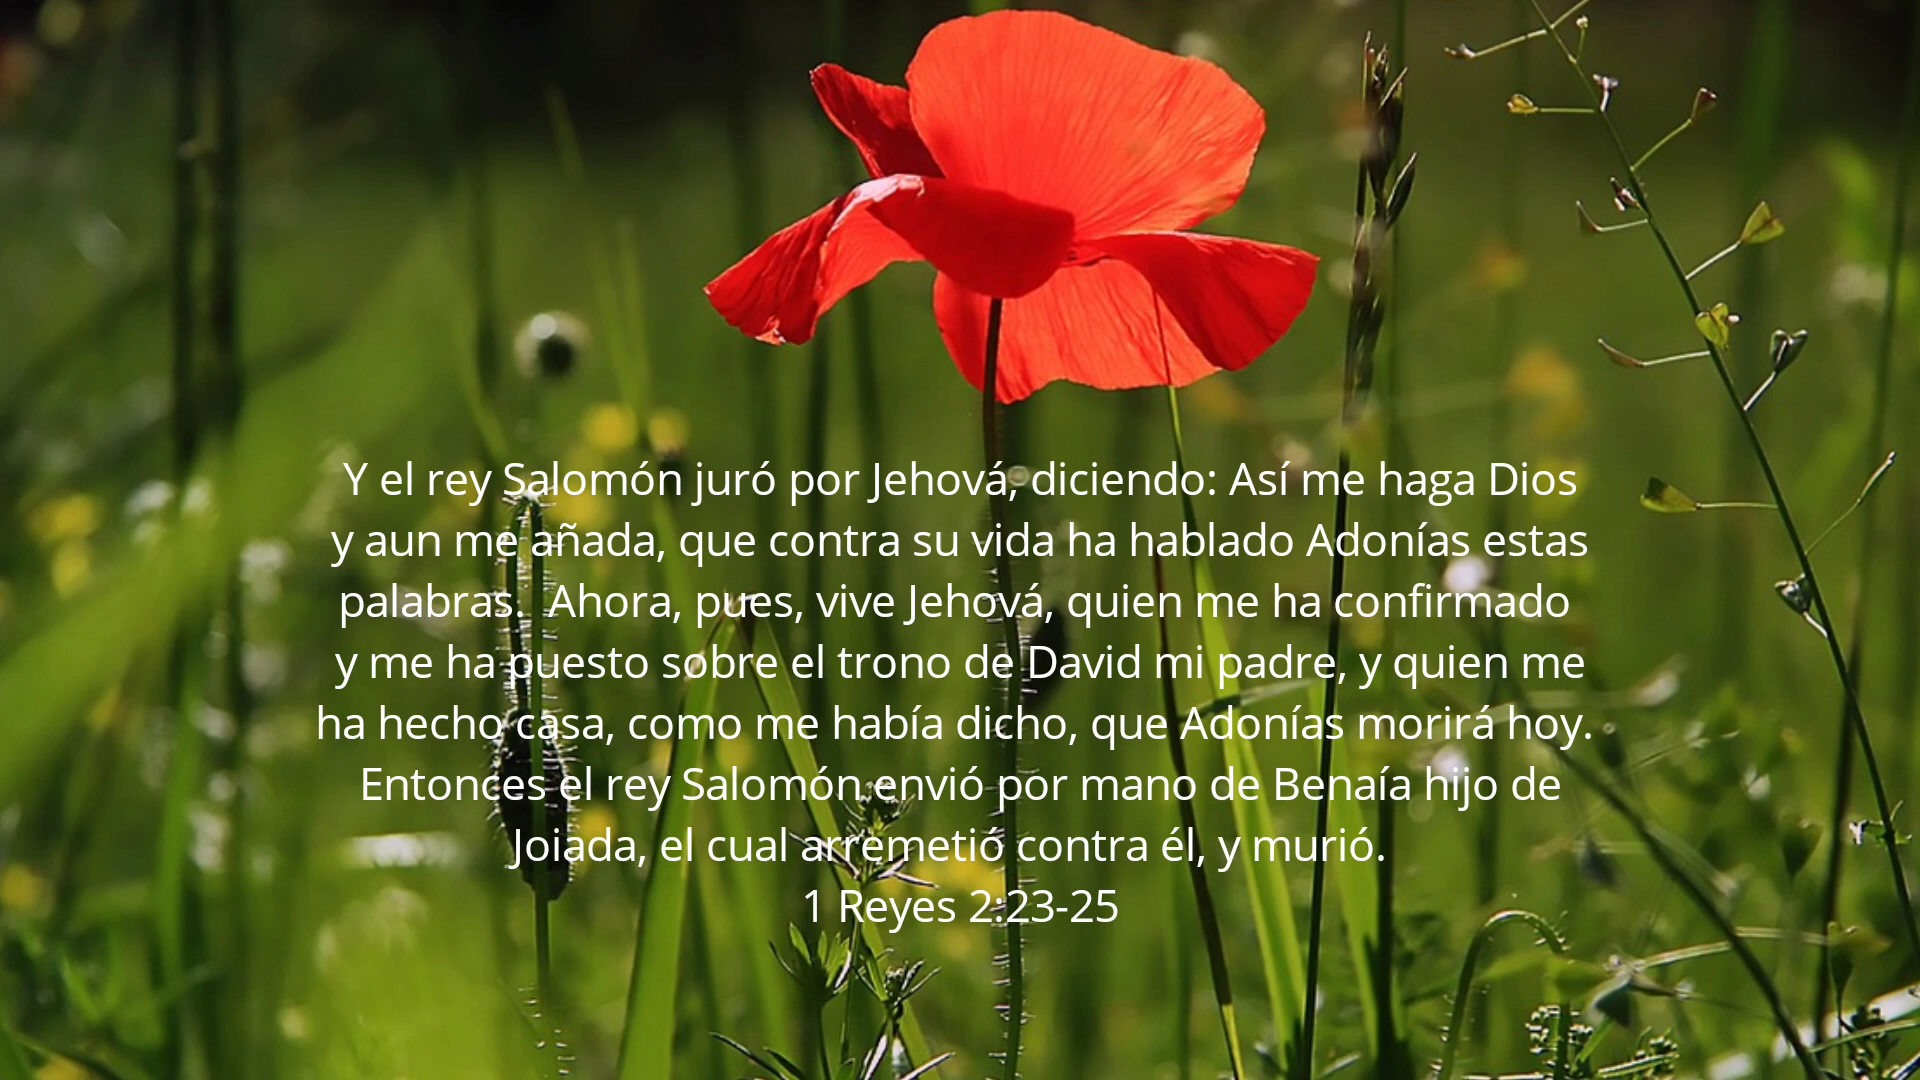 Y el rey Salomón juró por Jehová, diciendo: Así me haga Dios
y aun me añada, que contra su vida ha hablado Adonías estas
palabras.  Ahora, pues, vive Jehová, quien me ha confirmado
y me ha puesto sobre el trono de David mi padre, y quien me
ha hecho casa, como me había dicho, que Adonías morirá hoy.
Entonces el rey Salomón envió por mano de Benaía hijo de
Joiada, el cual arremetió contra él, y murió.
1 Reyes 2:23-25